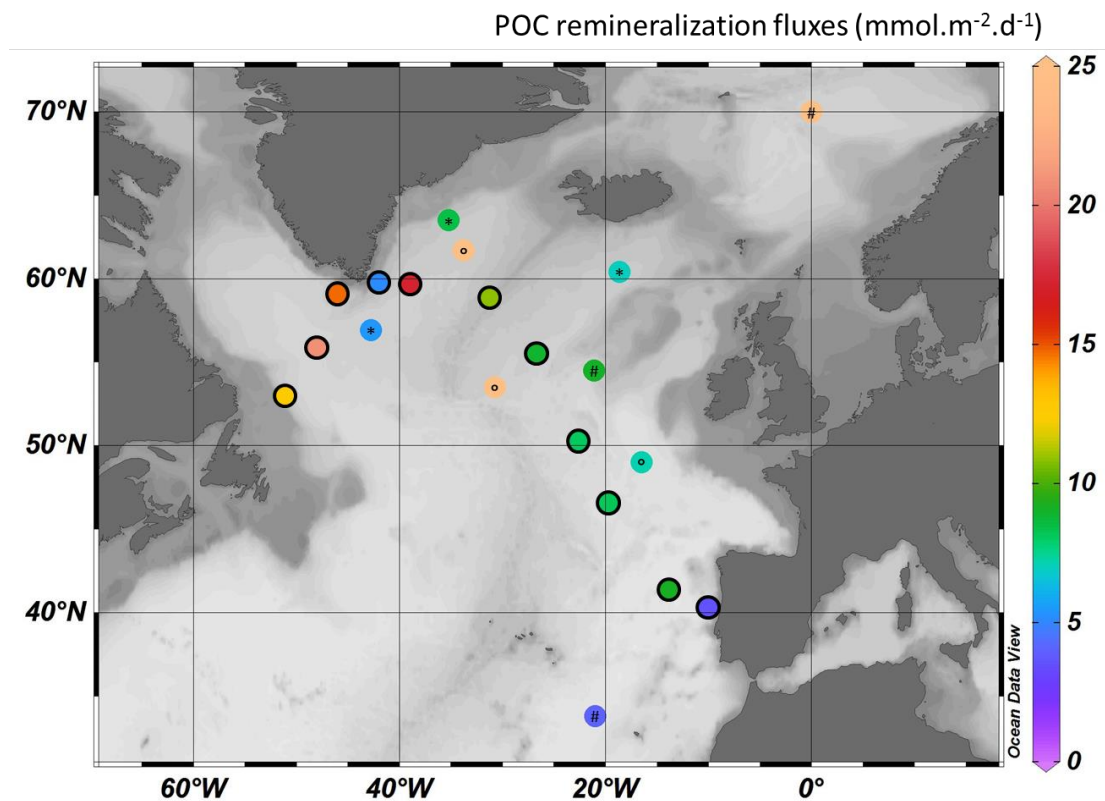 POC remineralization fluxes (mmol.m-2.d-1)
25
70°N
#
20
*
°
*
60°N
*
15
#
°
50°N
°
10
40°N
5
#
Ocean Data View
0
60°W 40°W 20°W 0°